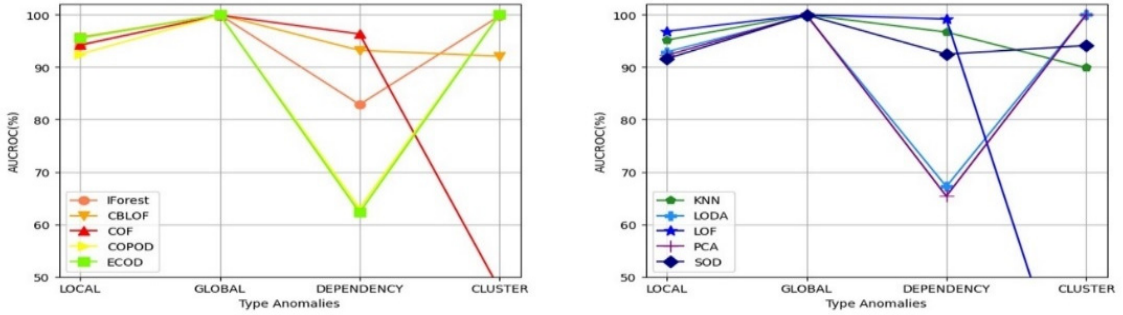 100
90
80
70
60
50
AUCROC(%)
IForest
CBLOF
COF
COPOD
ECOD
LOCAL GLOBAL DEPENDENCY CLUSTER
Type Anomalies
100
90
80
70
60
50
AUCROC(%)
KNN
LODA
LOF
PCA
SOD
LOCAL GLOBAL DEPENDENCY CLUSTER
Type Anomalies